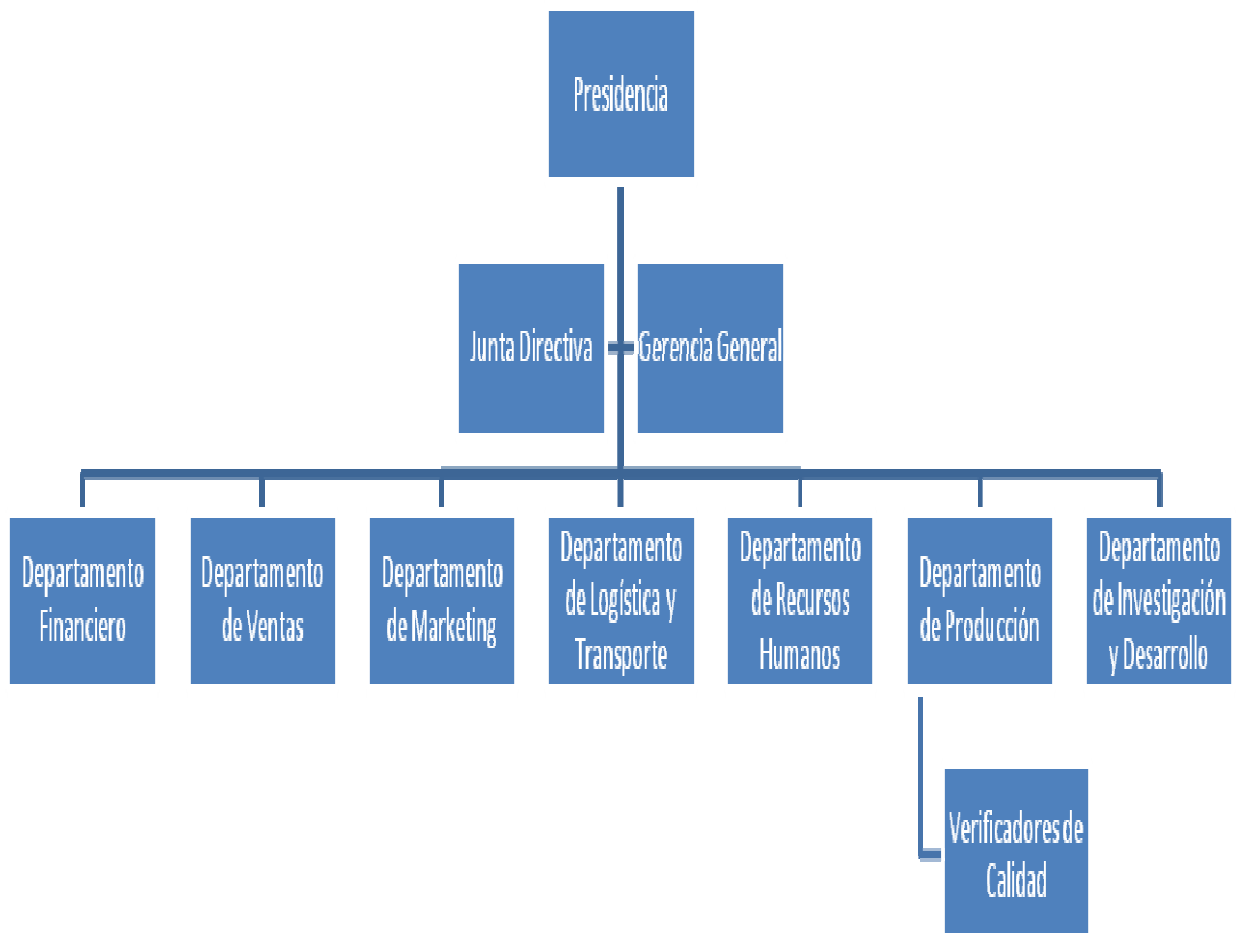 Presidencia
Junta Directiva
Gerencia General
Departamento
Financiero
Departamento
de Ventas
Departamento
de Marketing
Departamento
de Logística y
Transporte
Departamento
de Recursos
Humanos
Departamento
de Producción
Departamento
de Investigación
y Desarrollo
Verificadores de
Calidad